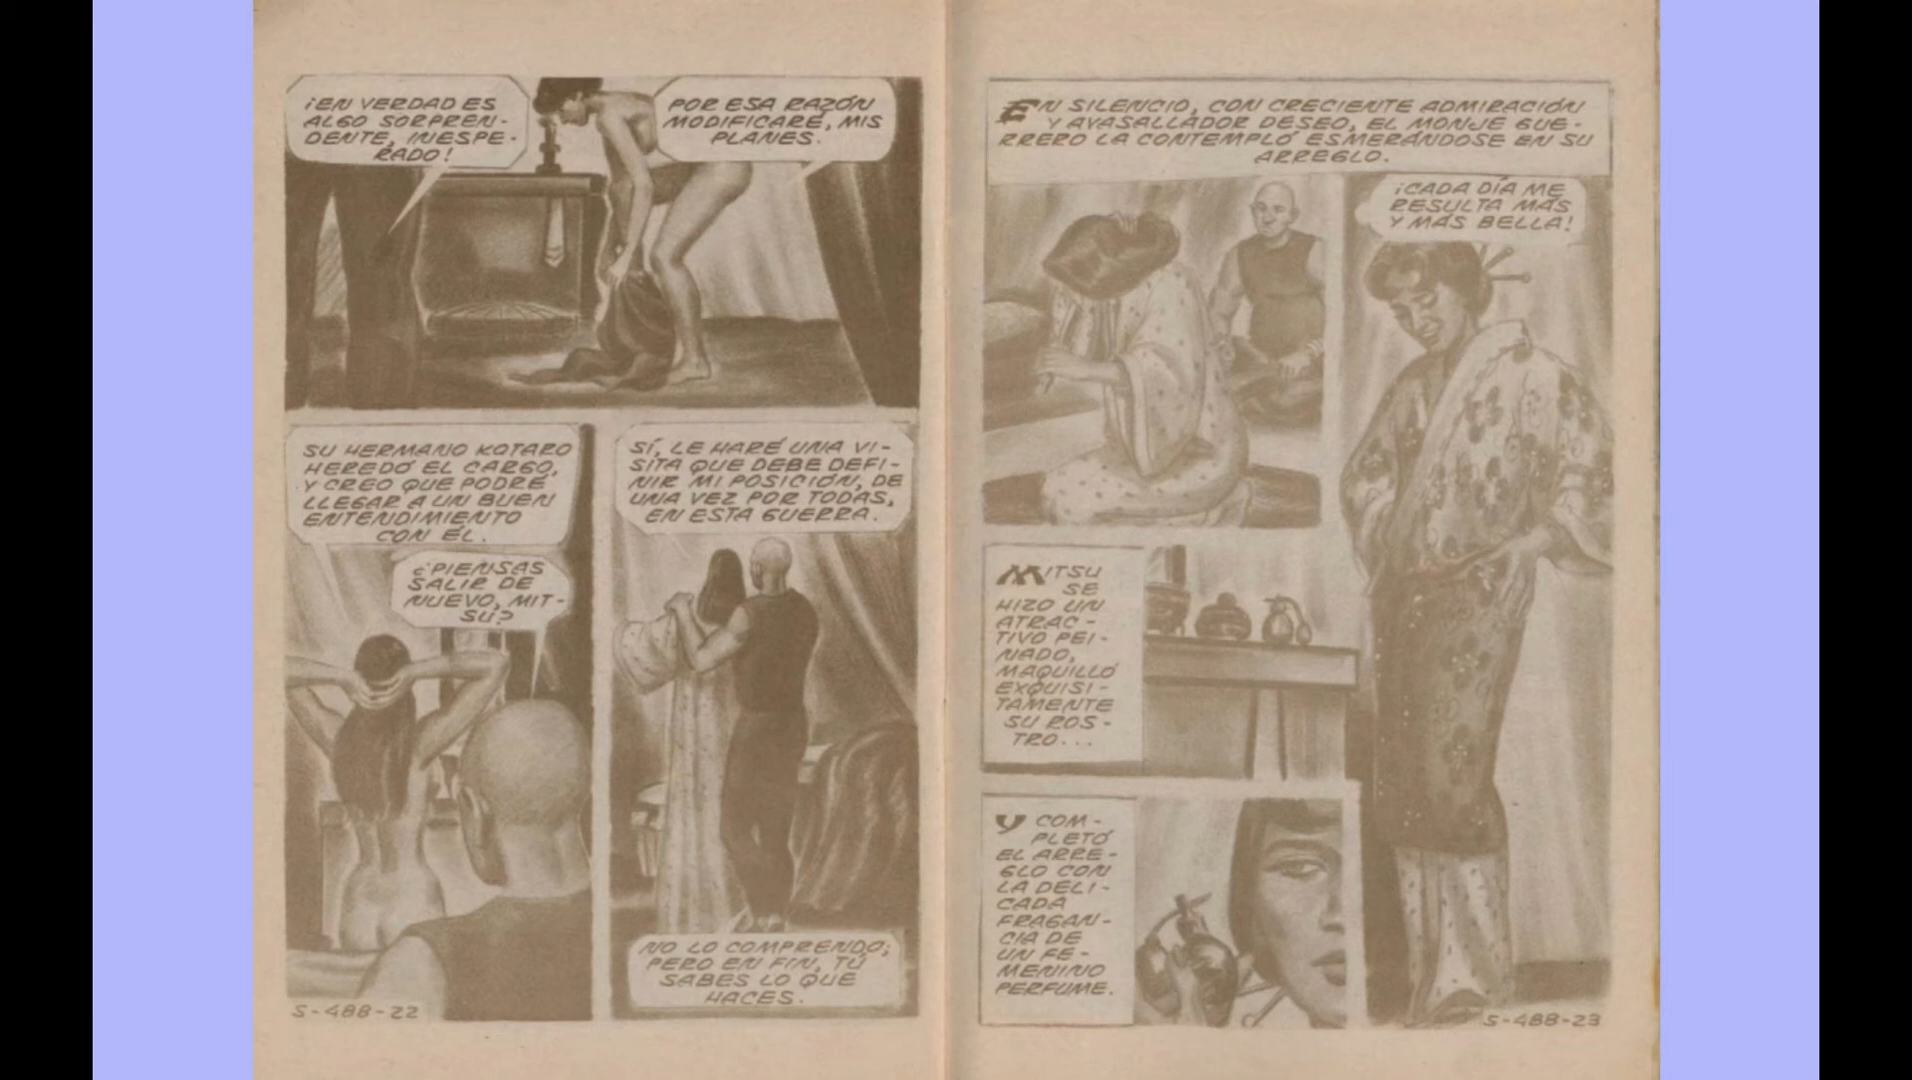 ¡EN VERDAD ES
ALGO SORPREN-
DENTE, INESPE-
RADO!
POR ESA RAZÓN
MODIFICARÉ, MIS
PLANES.
SU HERMANO KOTARO
HEREDÓ EL CARGO,
Y CREO QUE PODRÉ
LLEGAR A UN BUEN
ENTENDIMIENTO
CON ÉL.
¿PIENSAS
SALIR DE
NUEVO, MIT-
SU?
SÍ, LE HARÉ UNA VI-
SITA QUE DEBE DEFI-
NIR MI POSICIÓN, DE
UNA VEZ POR TODAS,
EN ESTA GUERRA.
NO LO COMPRENDO;
PERO EN FIN, TÚ
SABES LO QUE
HACES.
S-488-22
EN SILENCIO, CON CRECIENTE ADMIRACIÓN
Y AVASALLADOR DESEO, EL MONJE GUE-
RRERO LA CONTEMPLÓ ESMERÁNDOSE EN SU
ARREGLO.
¡CADA DÍA ME
RESULTA MÁS
Y MÁS BELLA!
MITSU
SE
HIZO UN
ATRAC-
TIVO PEI-
NADO,
MAQUILLÓ
EXQUISI-
TAMENTE
SU ROS-
TRO...
Y COM-
PLETÓ
EL ARRE-
GLO CON
LA DELI-
CADA
FRAGAN-
CIA DE
UN FE-
MENINO
PERFUME.
S-488-23